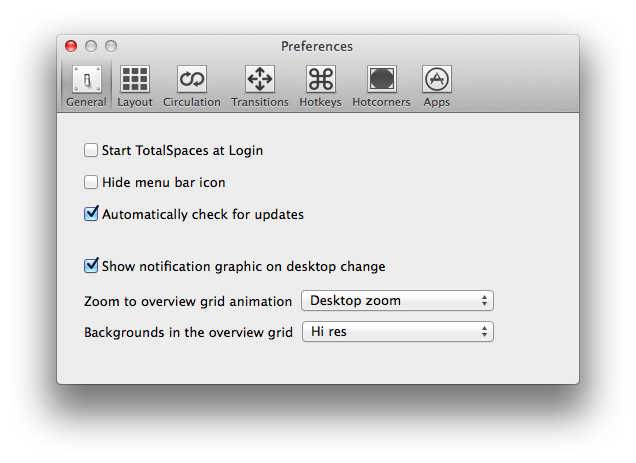 Preferences
General Layout Circulation Transitions Hotkeys Hotcorners Apps
Start TotalSpaces at Login
Hide menu bar icon
Automatically check for updates
Show notification graphic on desktop change
Zoom to overview grid animation Desktop zoom
Backgrounds in the overview grid Hi res